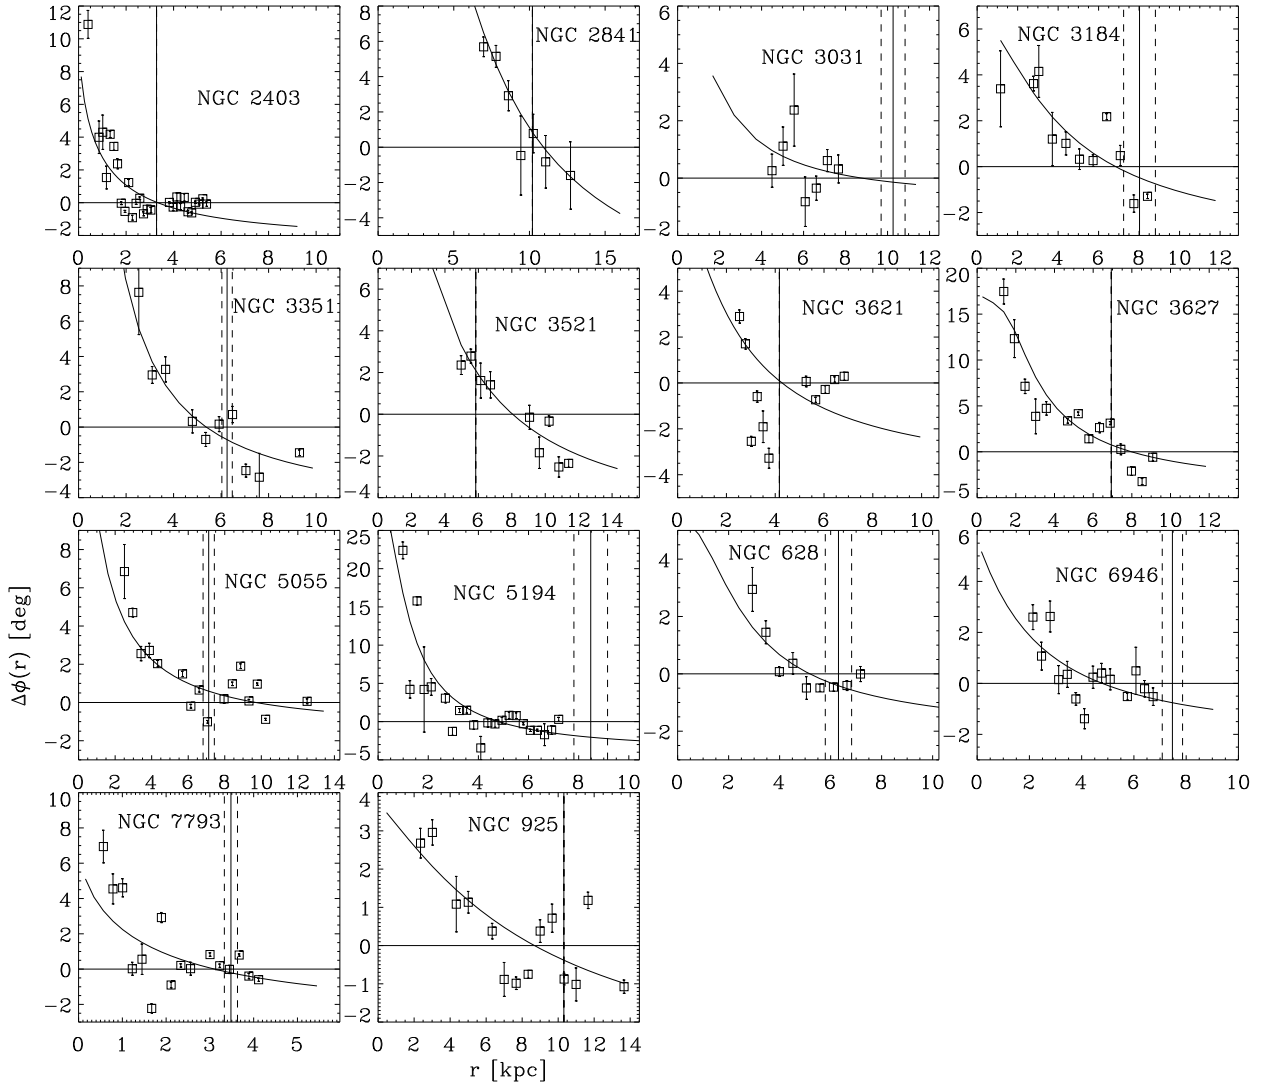 12
10
8
6
4
2
0
−2
NGC 2403
0 2 4 6 8 10
8
6
4
2
0
−2
−4
NGC 2841
0 5 10 15
6
4
2
0
−2
NGC 3031
0 2 4 6 8 10 12
6
4
2
0
−2
NGC 3184
0 2 4 6 8 10 12
8
6
4
2
0
−2
−4
NGC 3351
0 2 4 6 8 10
6
4
2
0
−2
−4
NGC 3521
0 2 4 6 8 10 12 14
4
2
0
−2
−4
NGC 3621
0 2 4 6 8 10
20
15
10
5
0
−5
NGC 3627
0 2 4 6 8 10 12
8
6
4
2
0
−2
NGC 5055
0 2 4 6 8 10 12 14
25
20
15
10
5
0
−5
NGC 5194
0 2 4 6 8 10
4
2
0
−2
NGC 628
0 2 4 6 8 10
6
4
2
0
−2
NGC 6946
0 2 4 6 8 10
Δϕ(r) [deg]
10
8
6
4
2
0
−2
NGC 7793
0 1 2 3 4 5
4
3
2
1
0
−1
−2
NGC 925
0 2 4 6 8 10 12 14
r [kpc]